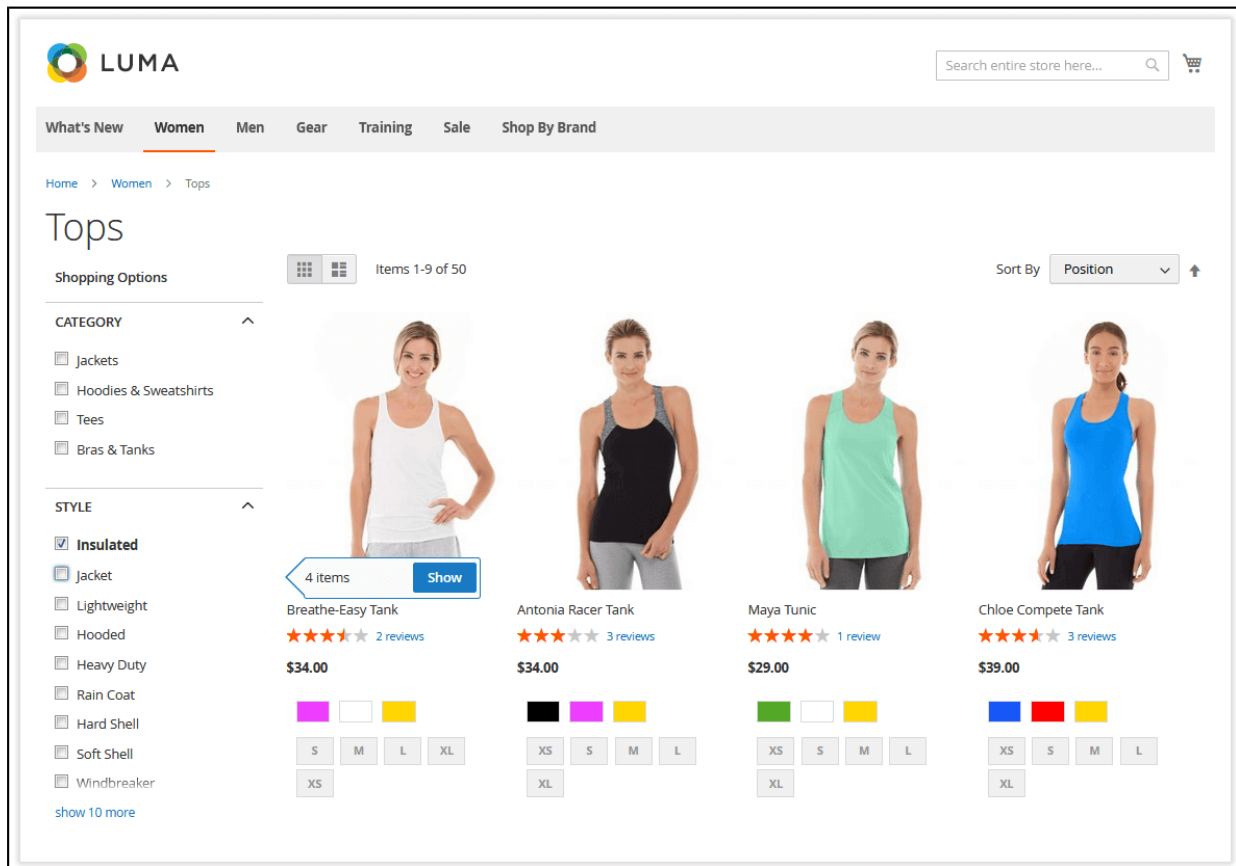 LUMA
Search entire store here...
What's New Women Men Gear Training Sale Shop By Brand
Home > Women > Tops
Tops
Shopping Options
Items 1-9 of 50
Sort By Position
CATEGORY
Jackets
Hoodies & Sweatshirts
Tees
Bras & Tanks
STYLE
Insulated
Jacket
Lightweight
Hooded
Heavy Duty
Rain Coat
Hard Shell
Soft Shell
Windbreaker
show 10 more
4 items Show
Breathe-Easy Tank
2 reviews
$34.00
S M L XL
XS
Antonia Racer Tank
3 reviews
$34.00
XS S M L
XL
Maya Tunic
1 review
$29.00
XS S M L
XL
Chloe Compete Tank
3 reviews
$39.00
XS S M L
XL